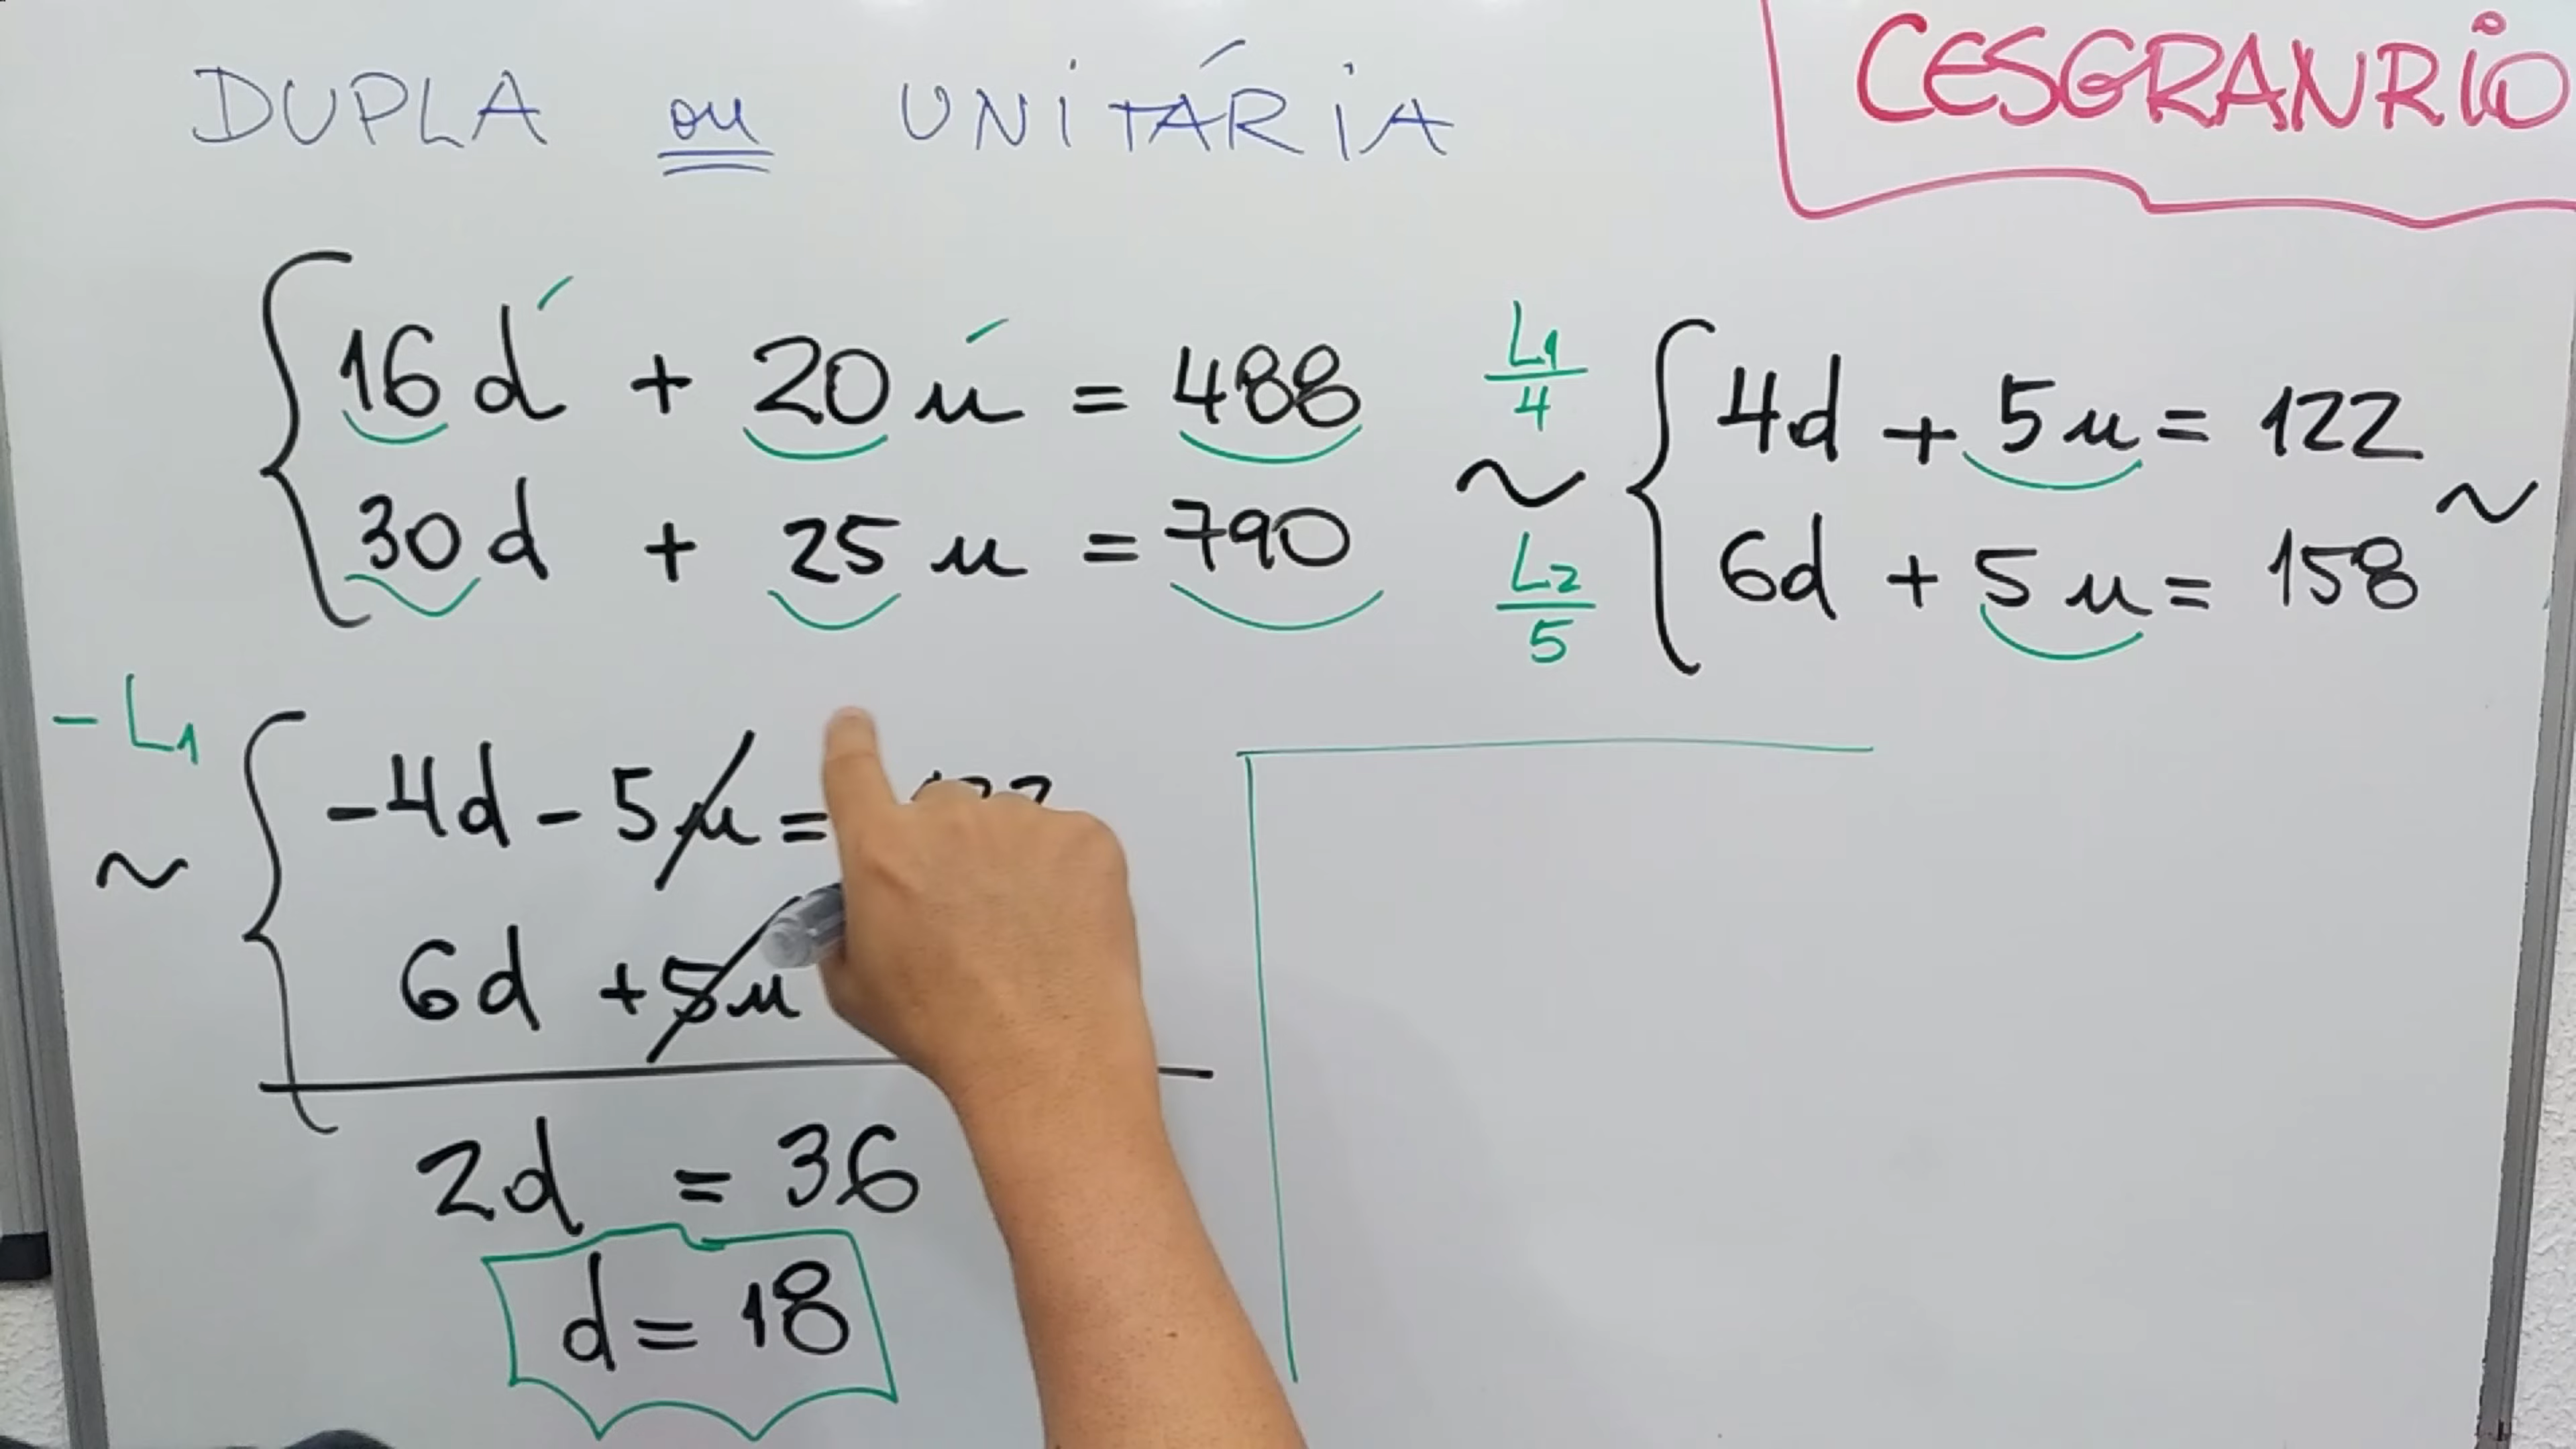 DUPLA ou UNITÁRIA
CESGRANRIO
16d + 20u = 488
30d + 25u = 790
L1/4
~
L2/5
4d + 5u = 122
6d + 5u = 158
~
-L1
~
-4d - 5u =
6d + 5u
2d = 36
d = 18